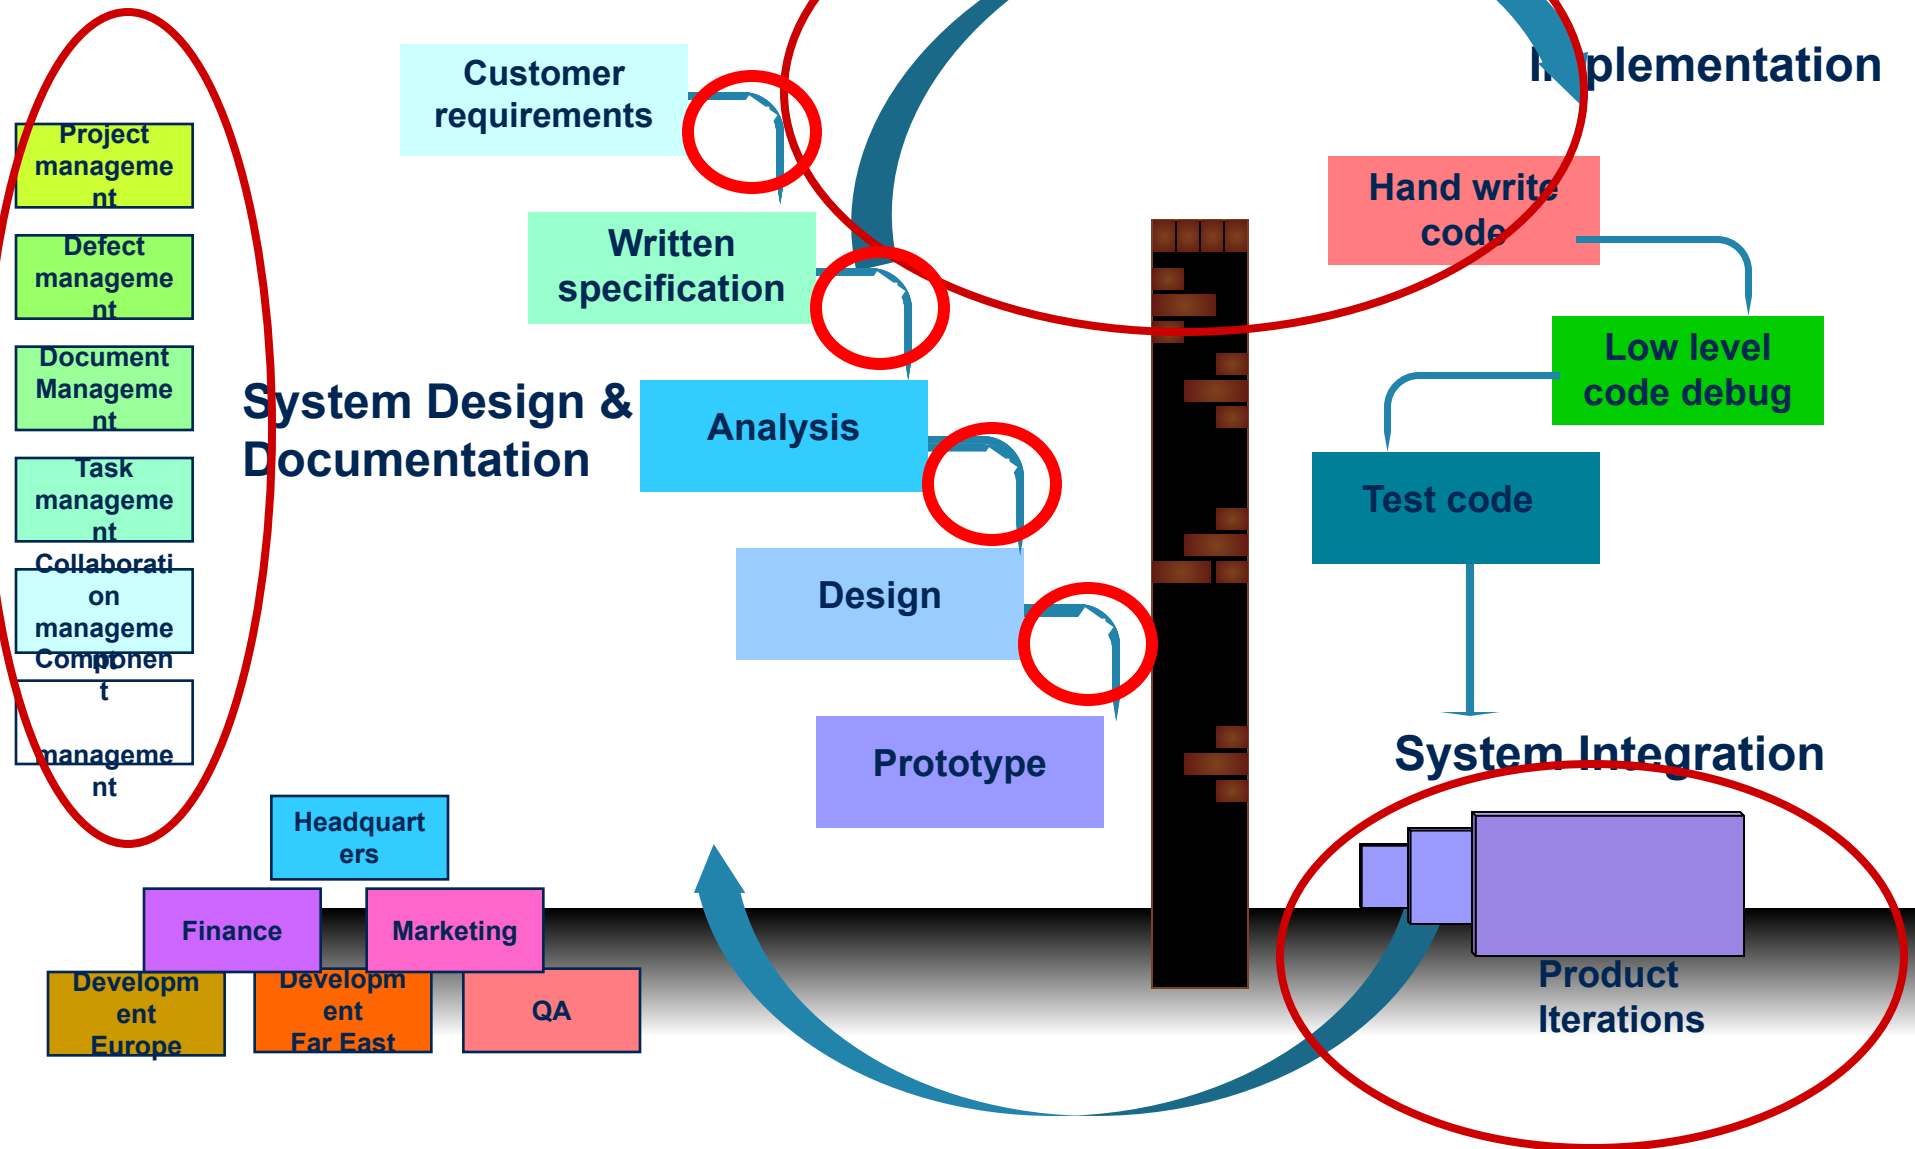 Customer
requirements
Implementation
Project
manageme
nt
Hand write
code
Written
specification
Defect
manageme
nt
Low level
code debug
Document
Manageme
nt
System Design &
Documentation
Analysis
Task
manageme
nt
Test code
Collaborati
on
manageme
nt
Design
Componen
t
manageme
nt
Prototype
System Integration
Headquart
ers
Finance
Marketing
Developm
ent
Europe
Developm
ent
Far East
QA
Product
Iterations